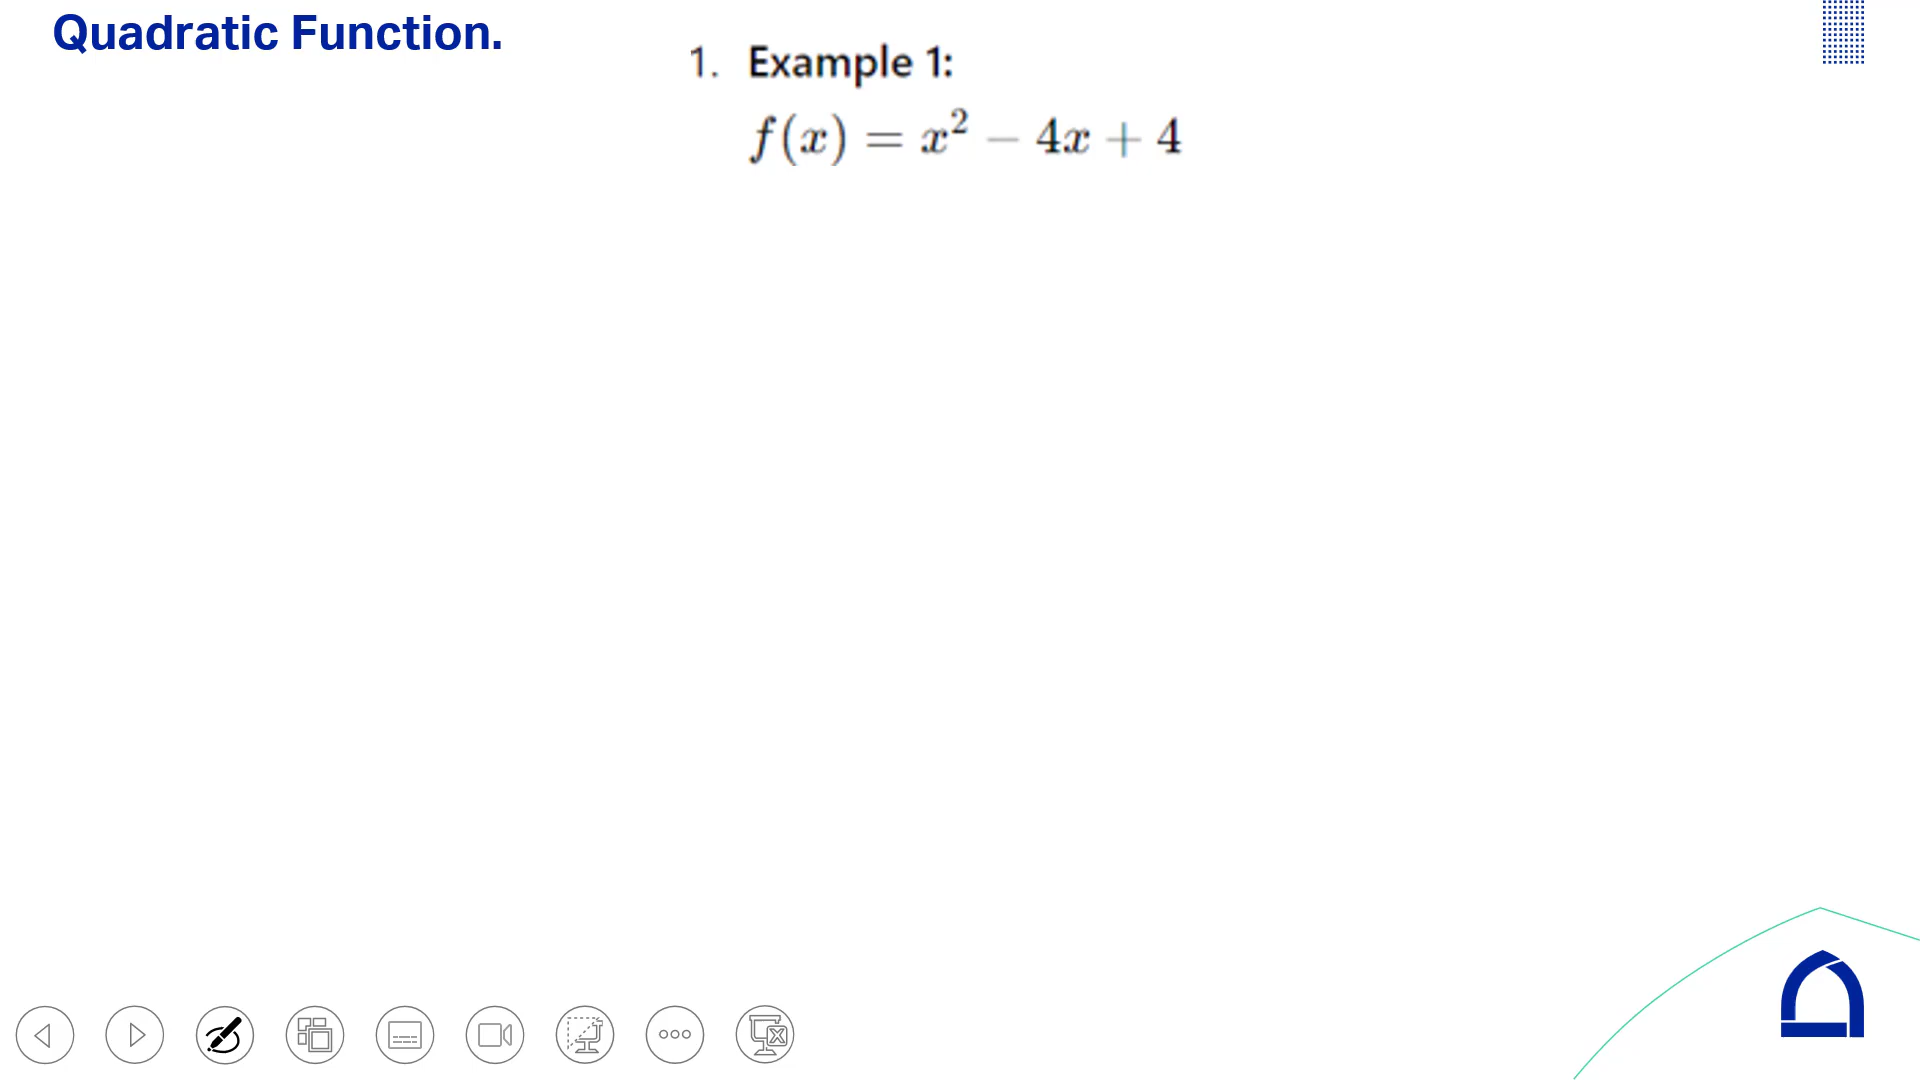 Quadratic Function.
1. Example 1:
f(x) = x² − 4x + 4